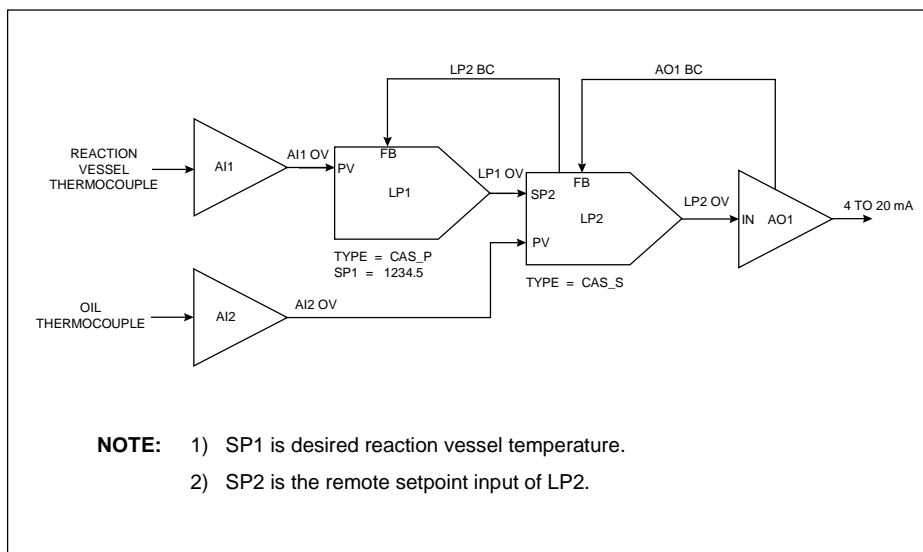 LP2 BC
AO1 BC
REACTION
VESSEL
THERMOCOUPLE
AI1
AI1 OV
PV
FB
LP1
LP1 OV
SP2
FB
LP2
PV
LP2 OV
IN
AO1
4 TO 20 mA
TYPE = CAS_P
SP1 = 1234.5
TYPE = CAS_S
OIL
THERMOCOUPLE
AI2
AI2 OV
NOTE: 1) SP1 is desired reaction vessel temperature.
2) SP2 is the remote setpoint input of LP2.